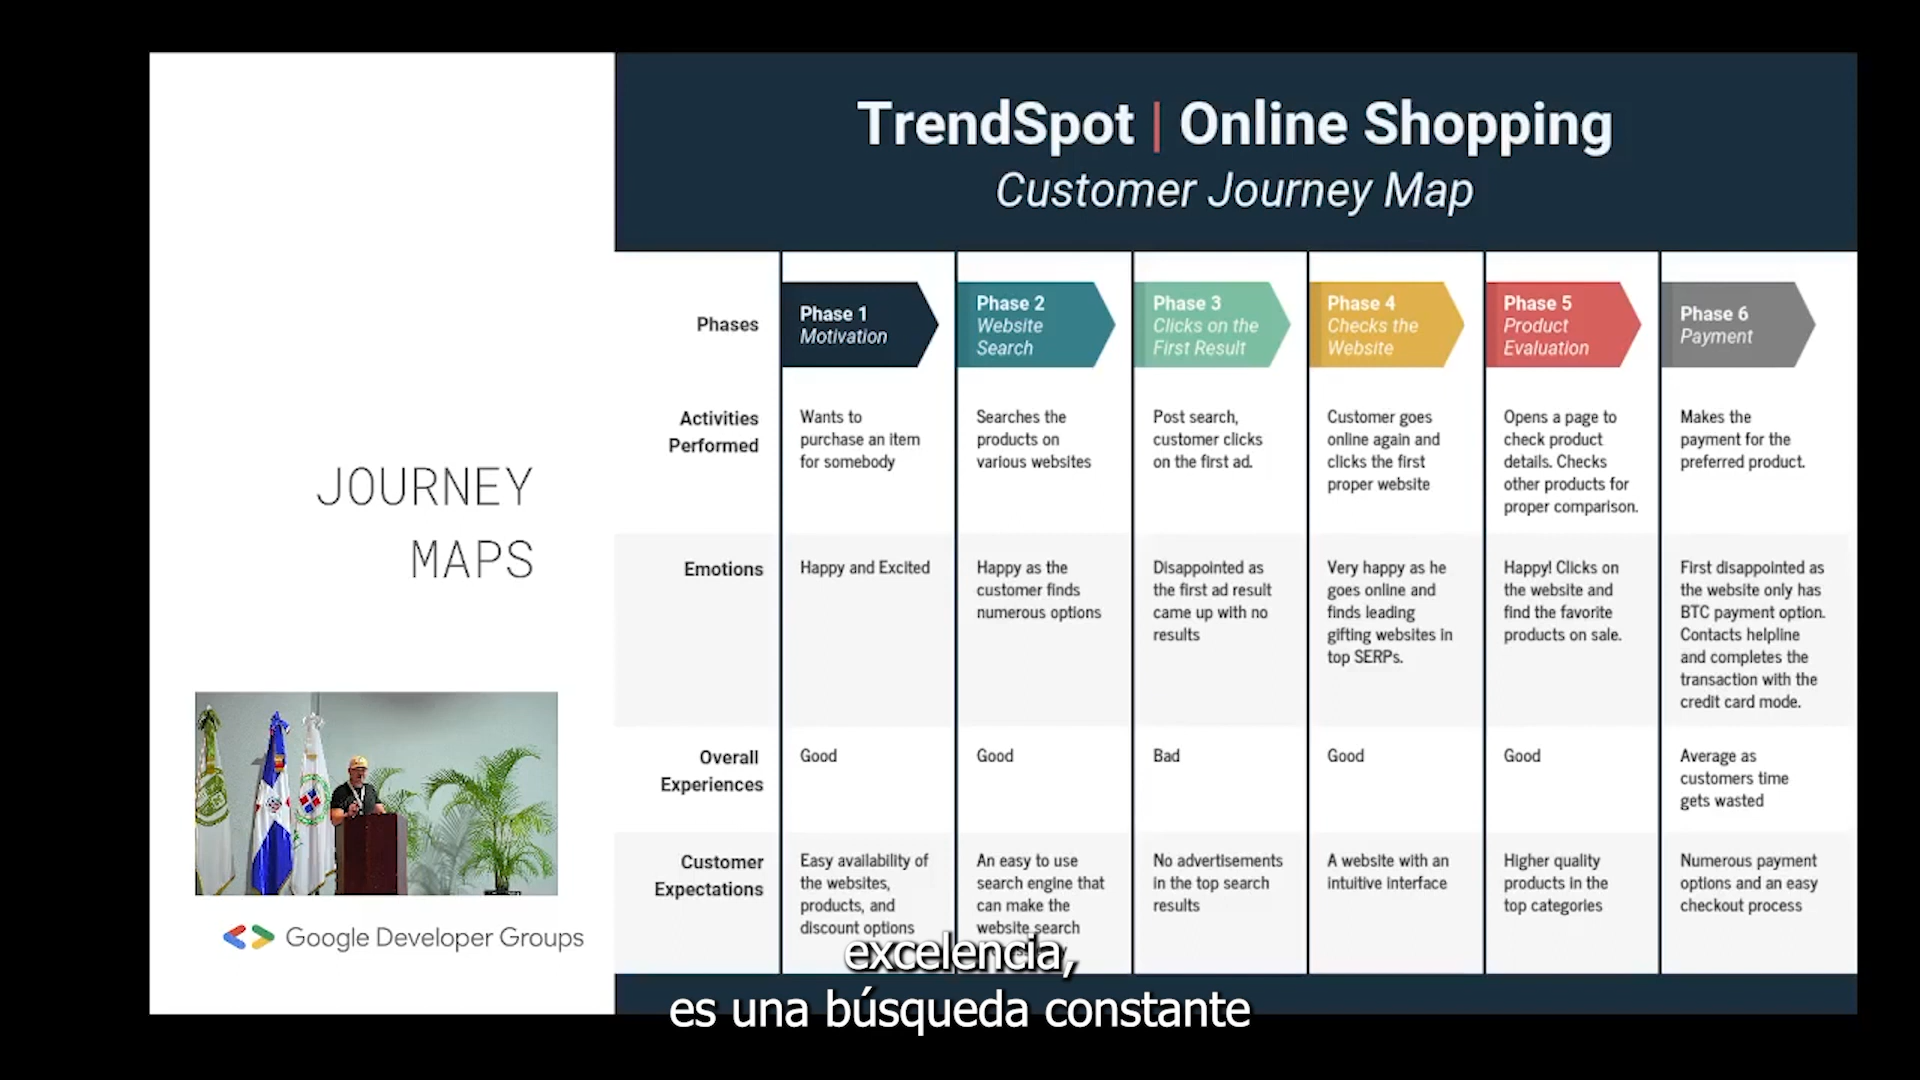 JOURNEY
MAPS
Google Developer Groups
TrendSpot | Online Shopping
Customer Journey Map
Phases
Phase 1
Motivation
Phase 2
Website
Search
Phase 3
Clicks on the
First Result
Phase 4
Checks the
Website
Phase 5
Product
Evaluation
Phase 6
Payment
Activities
Performed
Wants to
purchase an item
for somebody
Searches the
products on
various websites
Post search,
customer clicks
on the first ad.
Customer goes
online again and
clicks the first
proper website
Opens a page to
check product
details. Checks
other products for
proper comparison.
Makes the
payment for the
preferred product.
Emotions
Happy and Excited
Happy as the
customer finds
numerous options
Disappointed as
the first ad result
came up with no
results
Very happy as he
goes online and
finds leading
gifting websites in
top SERPs.
Happy! Clicks on
the website and
find the favorite
products on sale.
First disappointed as
the website only has
BTC payment option.
Contacts helpline
and completes the
transaction with the
credit card mode.
Overall
Experiences
Good
Good
Bad
Good
Good
Average as
customers time
gets wasted
Customer
Expectations
Easy availability of
the websites,
products, and
discount options
An easy to use
search engine that
can make the
website search
No advertisements
in the top search
results
A website with an
intuitive interface
Higher quality
products in the
top categories
Numerous payment
options and an easy
checkout process
excelencia,
es una búsqueda constante